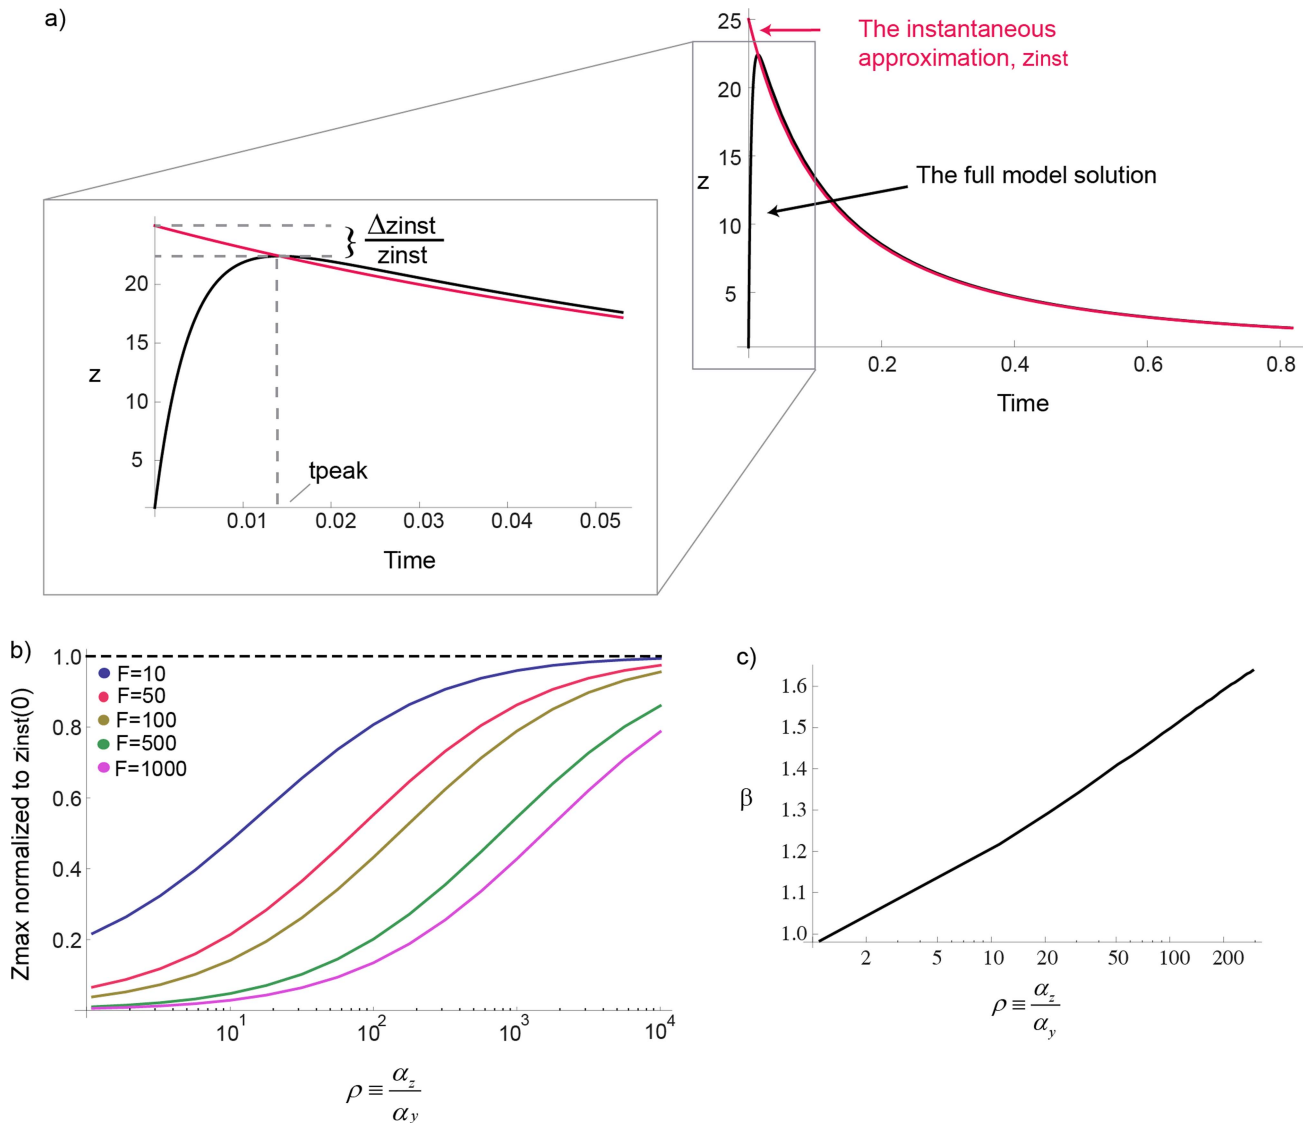 a)
25
20
15
10
5
z
0.2
0.4
0.6
0.8
Time
The instantaneous
approximation, zinst
The full model solution
Δzinst
zinst
20
15
10
5
z
tpeak
0.01
0.02
0.03
0.04
0.05
Time
b)
1.0
0.8
0.6
0.4
0.2
Zmax normalized to zinst(0)
F=10
F=50
F=100
F=500
F=1000
10¹
10²
10³
10⁴
ρ ≡ α_z / α_y
c)
1.6
1.5
1.4
1.3
1.2
1.1
1.0
β
2
5
10
20
50
100
200
ρ ≡ α_z / α_y